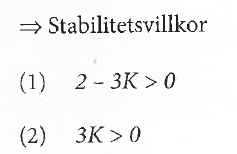 ⇒ Stabilitetsvillkor
(1) 2 – 3K > 0
(2) 3K > 0